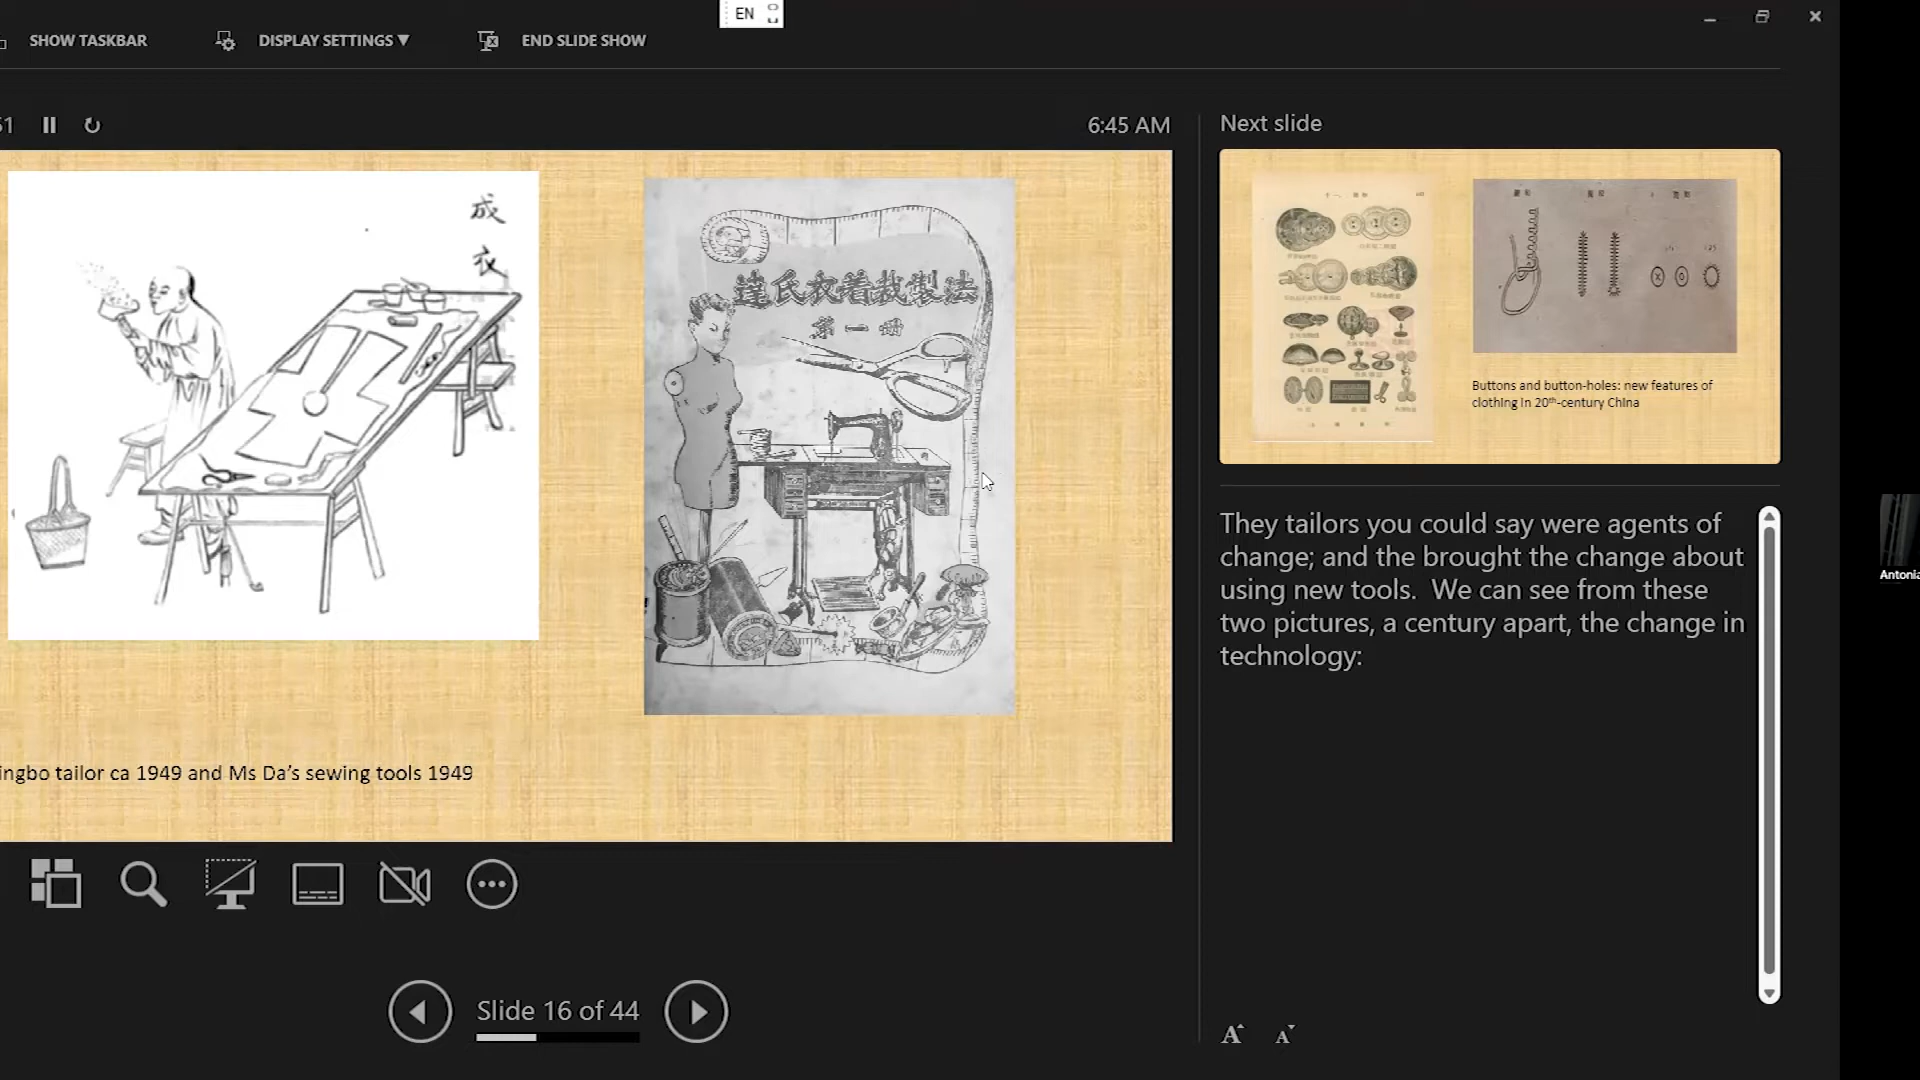 EN
SHOW TASKBAR
DISPLAY SETTINGS ▼
END SLIDE SHOW
51
6:45 AM
Next slide
成
衣
達氏衣着裁製法
第一冊
ingbo tailor ca 1949 and Ms Da's sewing tools 1949
Buttons and button-holes: new features of
clothing in 20th-century China
They tailors you could say were agents of
change; and the brought the change about
using new tools. We can see from these
two pictures, a century apart, the change in
technology:
Antonia
Slide 16 of 44
A
A